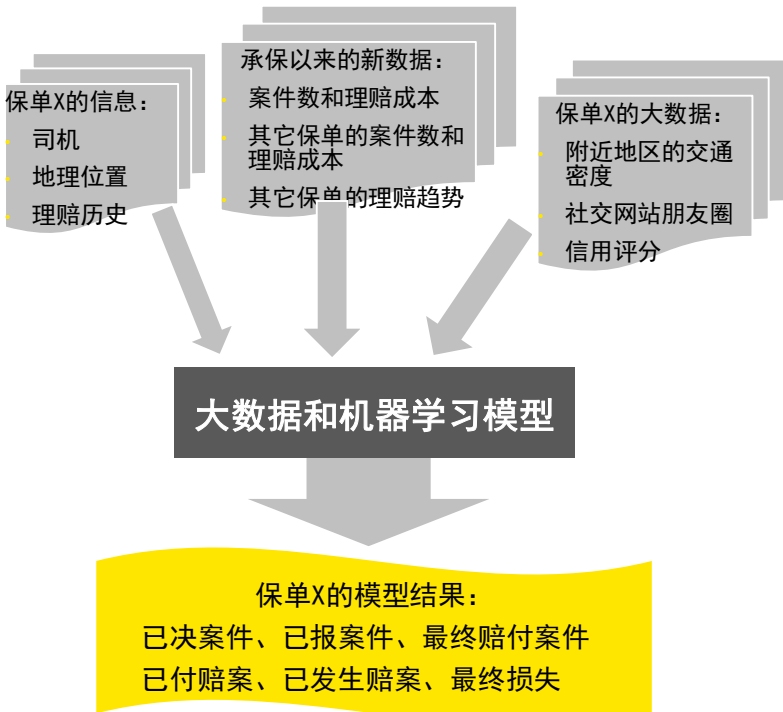 保单X的信息：
司机
地理位置
理赔历史
承保以来的新数据：
案件数和理赔成本
其它保单的案件数和
理赔成本
其它保单的理赔趋势
保单X的大数据：
附近地区的交通
密度
社交网站朋友圈
信用评分
大数据和机器学习模型
保单X的模型结果：
已决案件、已报案件、最终赔付案件
已付赔案、已发生赔案、最终损失